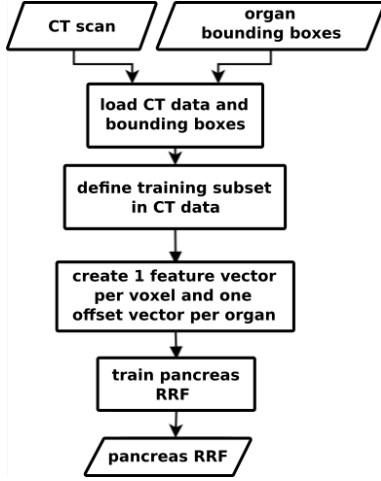 CT scan
organ
bounding boxes
load CT data and
bounding boxes
define training subset
in CT data
create 1 feature vector
per voxel and one
offset vector per organ
train pancreas
RRF
pancreas RRF